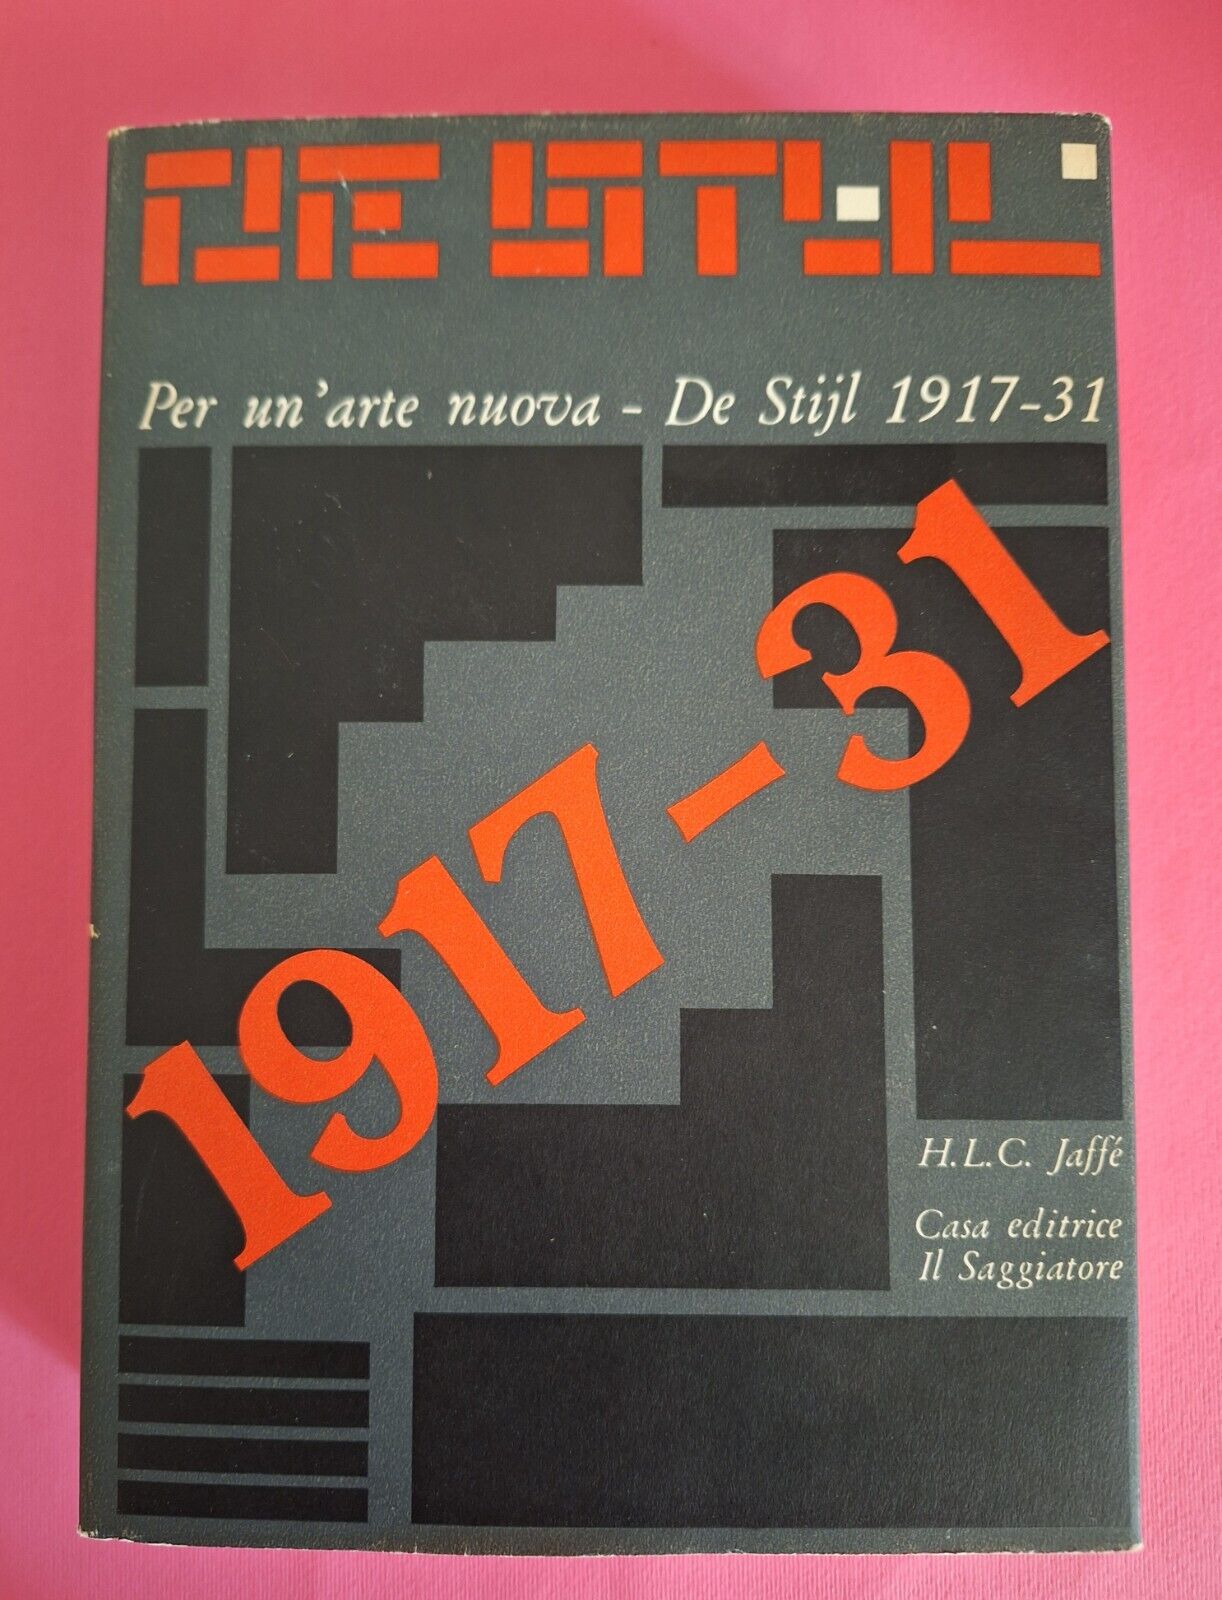 DE STIJL
Per un'arte nuova - De Stijl 1917-31
1917-31
H.L.C. Jaffé
Casa editrice
Il Saggiatore